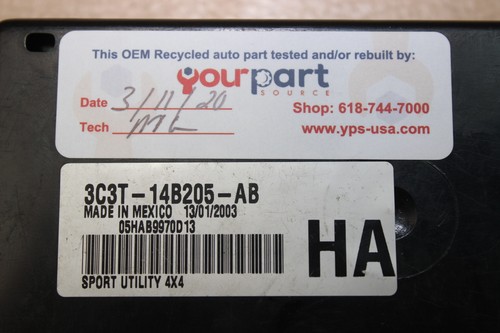 This OEM Recycled auto part tested and/or rebuilt by:
yourpart
SOURCE
Date 3/11/20
Shop: 618-744-7000
Tech
www.yps-usa.com
3C3T-14B205-AB
MADE IN MEXICO 13/01/2003
05HAB9970D13
HA
SPORT UTILITY 4X4